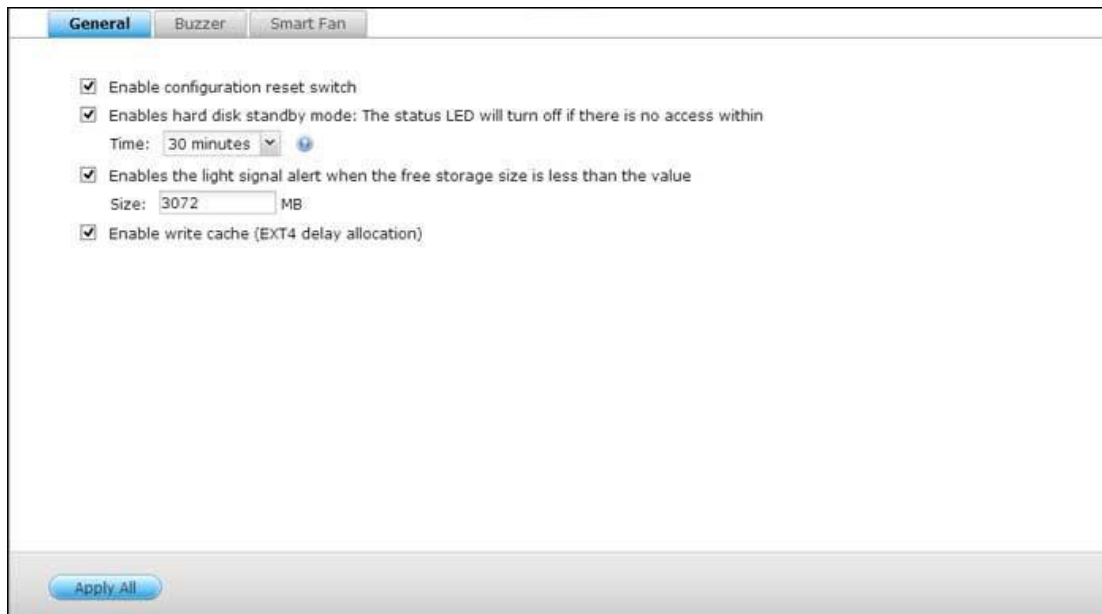 General Buzzer Smart Fan
Enable configuration reset switch
Enables hard disk standby mode: The status LED will turn off if there is no access within
Time: 30 minutes
Enables the light signal alert when the free storage size is less than the value
Size: 3072 MB
Enable write cache (EXT4 delay allocation)
Apply All